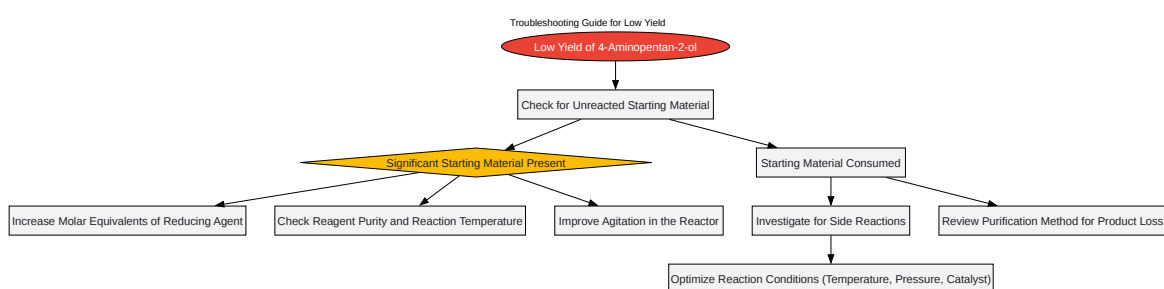 Troubleshooting Guide for Low Yield
Low Yield of 4-Aminopentan-2-ol
Check for Unreacted Starting Material
Significant Starting Material Present
Starting Material Consumed
Increase Molar Equivalents of Reducing Agent
Check Reagent Purity and Reaction Temperature
Improve Agitation in the Reactor
Investigate for Side Reactions
Review Purification Method for Product Loss
Optimize Reaction Conditions (Temperature, Pressure, Catalyst)